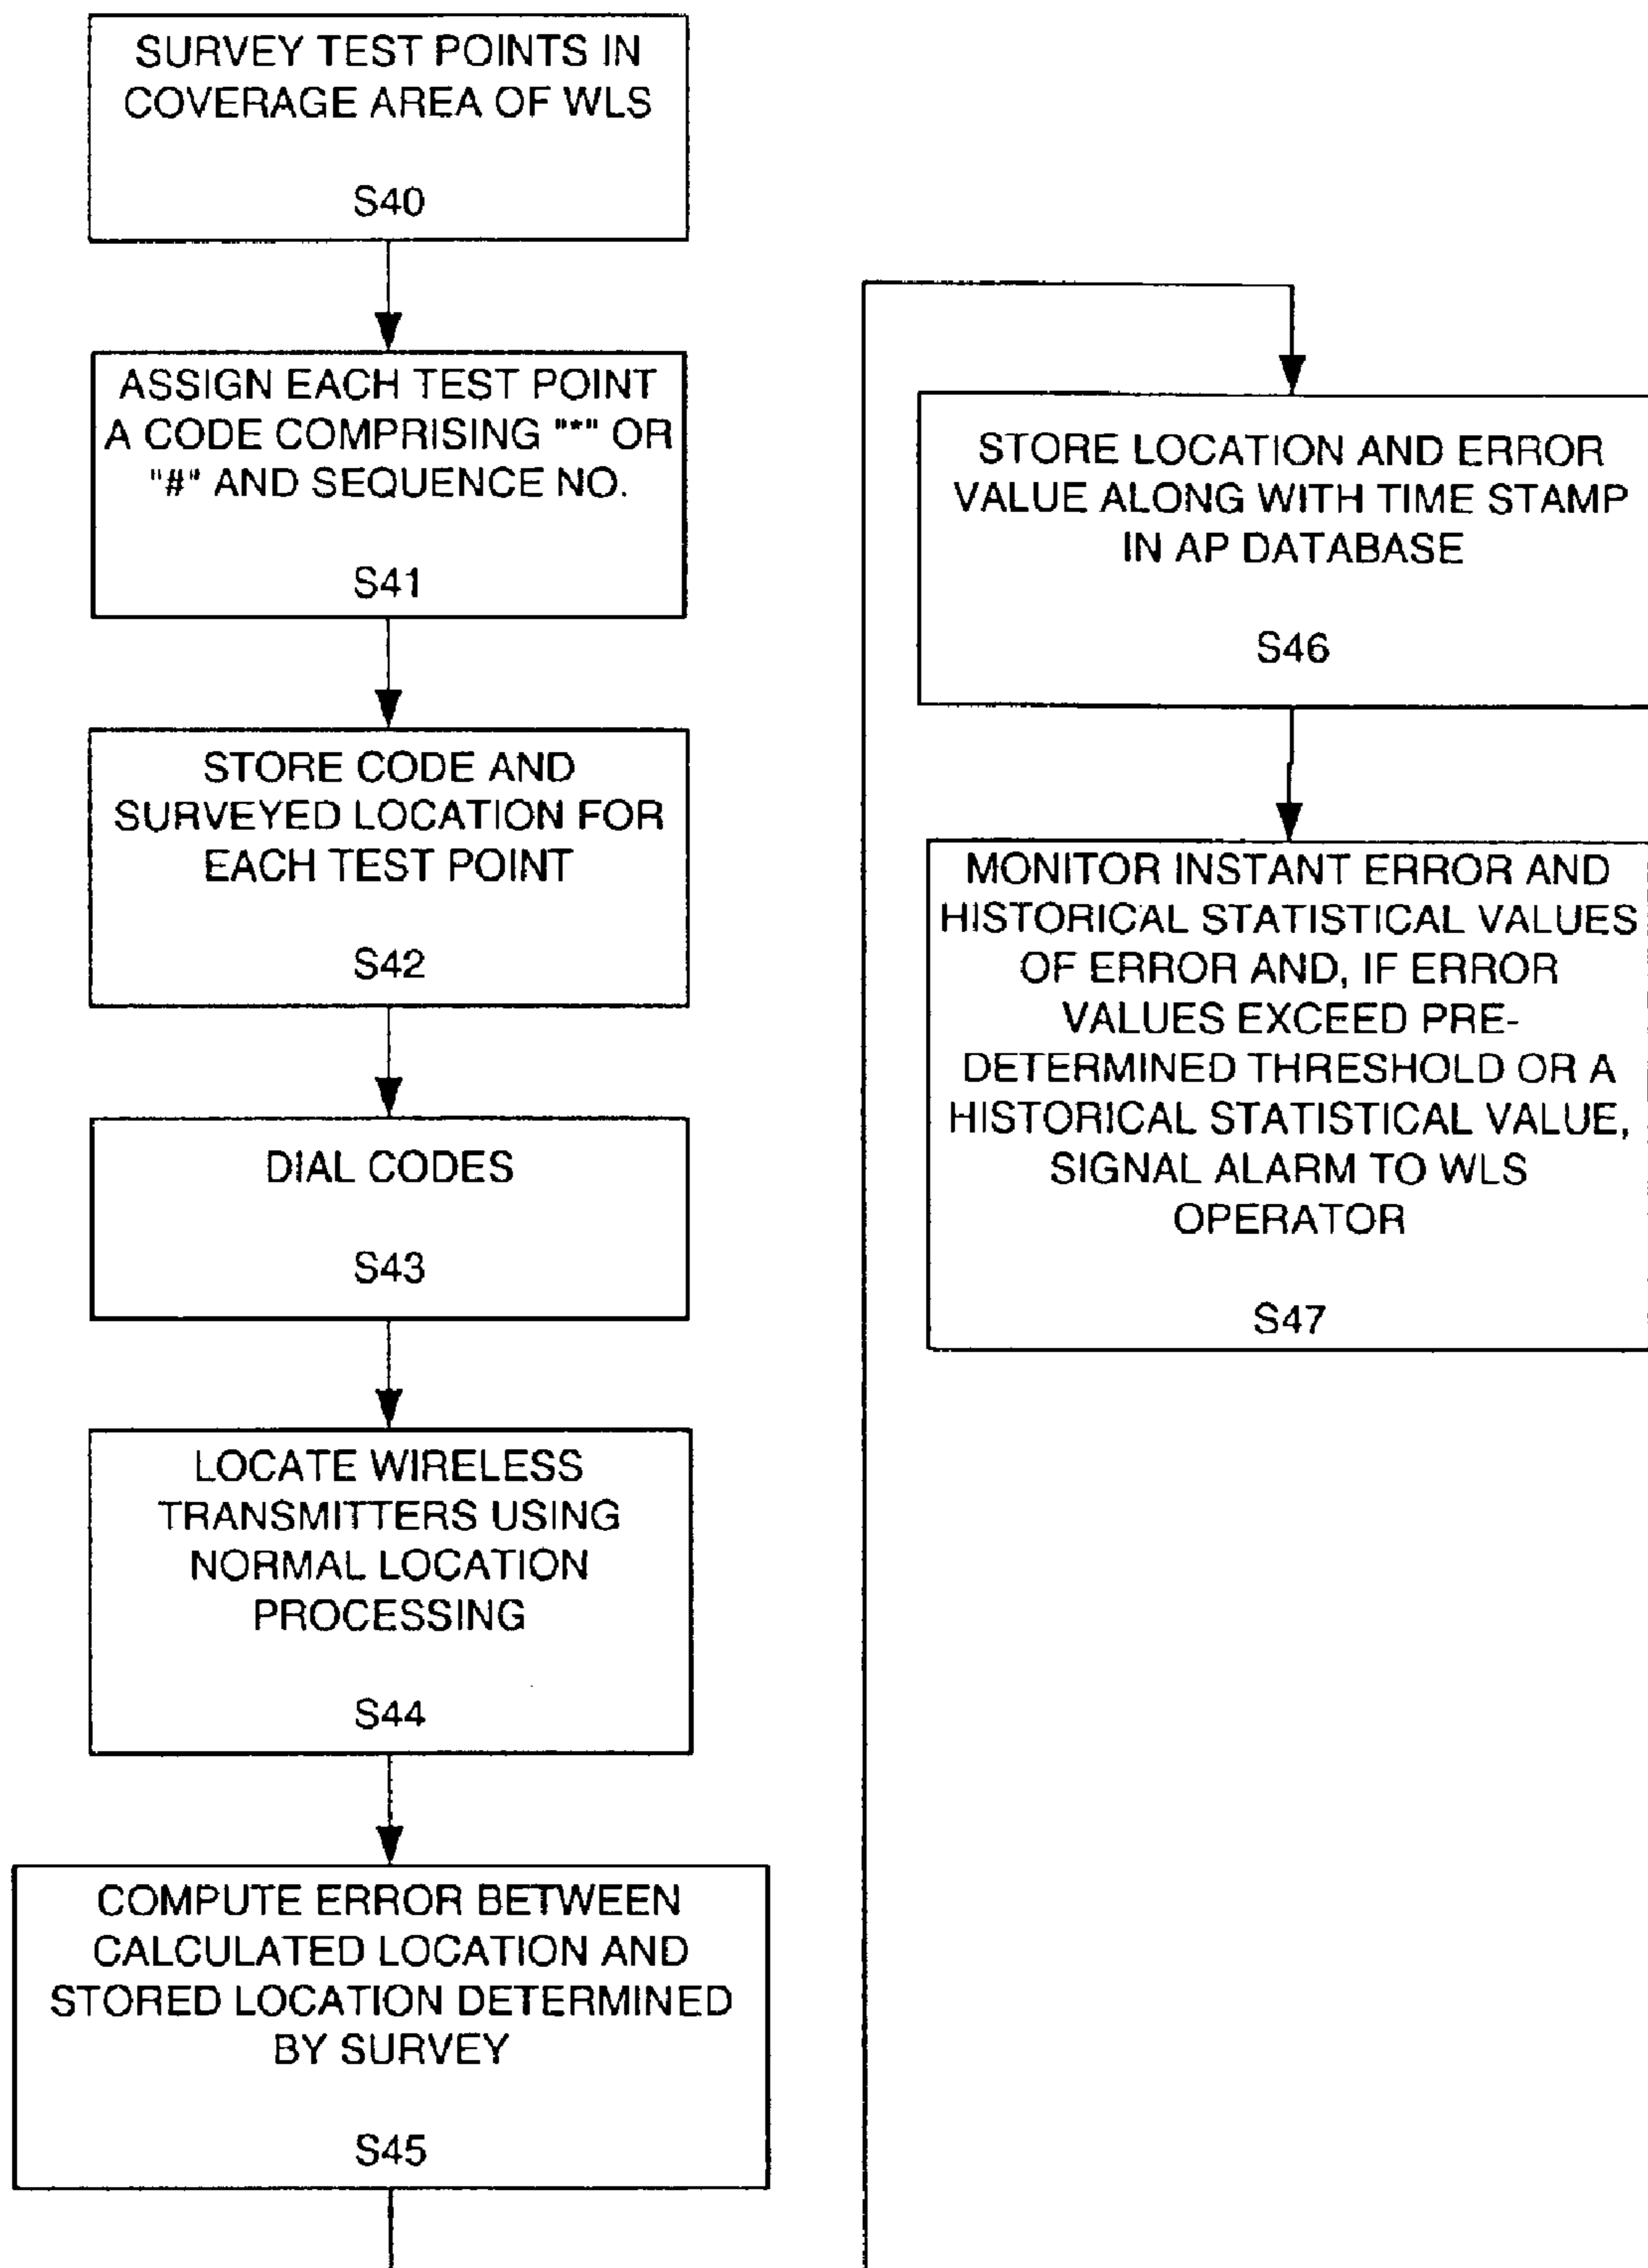 SURVEY TEST POINTS IN
COVERAGE AREA OF WLS
S40
ASSIGN EACH TEST POINT
A CODE COMPRISING "*" OR
"#" AND SEQUENCE NO.
S41
STORE CODE AND
SURVEYED LOCATION FOR
EACH TEST POINT
S42
DIAL CODES
S43
LOCATE WIRELESS
TRANSMITTERS USING
NORMAL LOCATION
PROCESSING
S44
COMPUTE ERROR BETWEEN
CALCULATED LOCATION AND
STORED LOCATION DETERMINED
BY SURVEY
S45
STORE LOCATION AND ERROR
VALUE ALONG WITH TIME STAMP
IN AP DATABASE
S46
MONITOR INSTANT ERROR AND
HISTORICAL STATISTICAL VALUES
OF ERROR AND, IF ERROR
VALUES EXCEED PRE-
DETERMINED THRESHOLD OR A
HISTORICAL STATISTICAL VALUE,
SIGNAL ALARM TO WLS
OPERATOR
S47